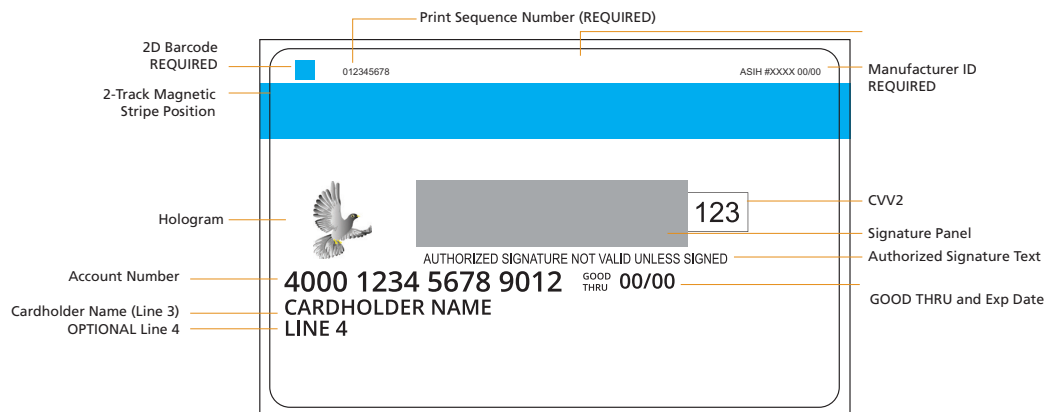 Print Sequence Number (REQUIRED)
2D Barcode
REQUIRED
012345678
ASIH #XXXX 00/00
Manufacturer ID
REQUIRED
2-Track Magnetic
Stripe Position
Hologram
123
CVV2
Signature Panel
AUTHORIZED SIGNATURE NOT VALID UNLESS SIGNED
Authorized Signature Text
Account Number
4000 1234 5678 9012
GOOD
THRU
00/00
GOOD THRU and Exp Date
Cardholder Name (Line 3)
CARDHOLDER NAME
OPTIONAL Line 4
LINE 4